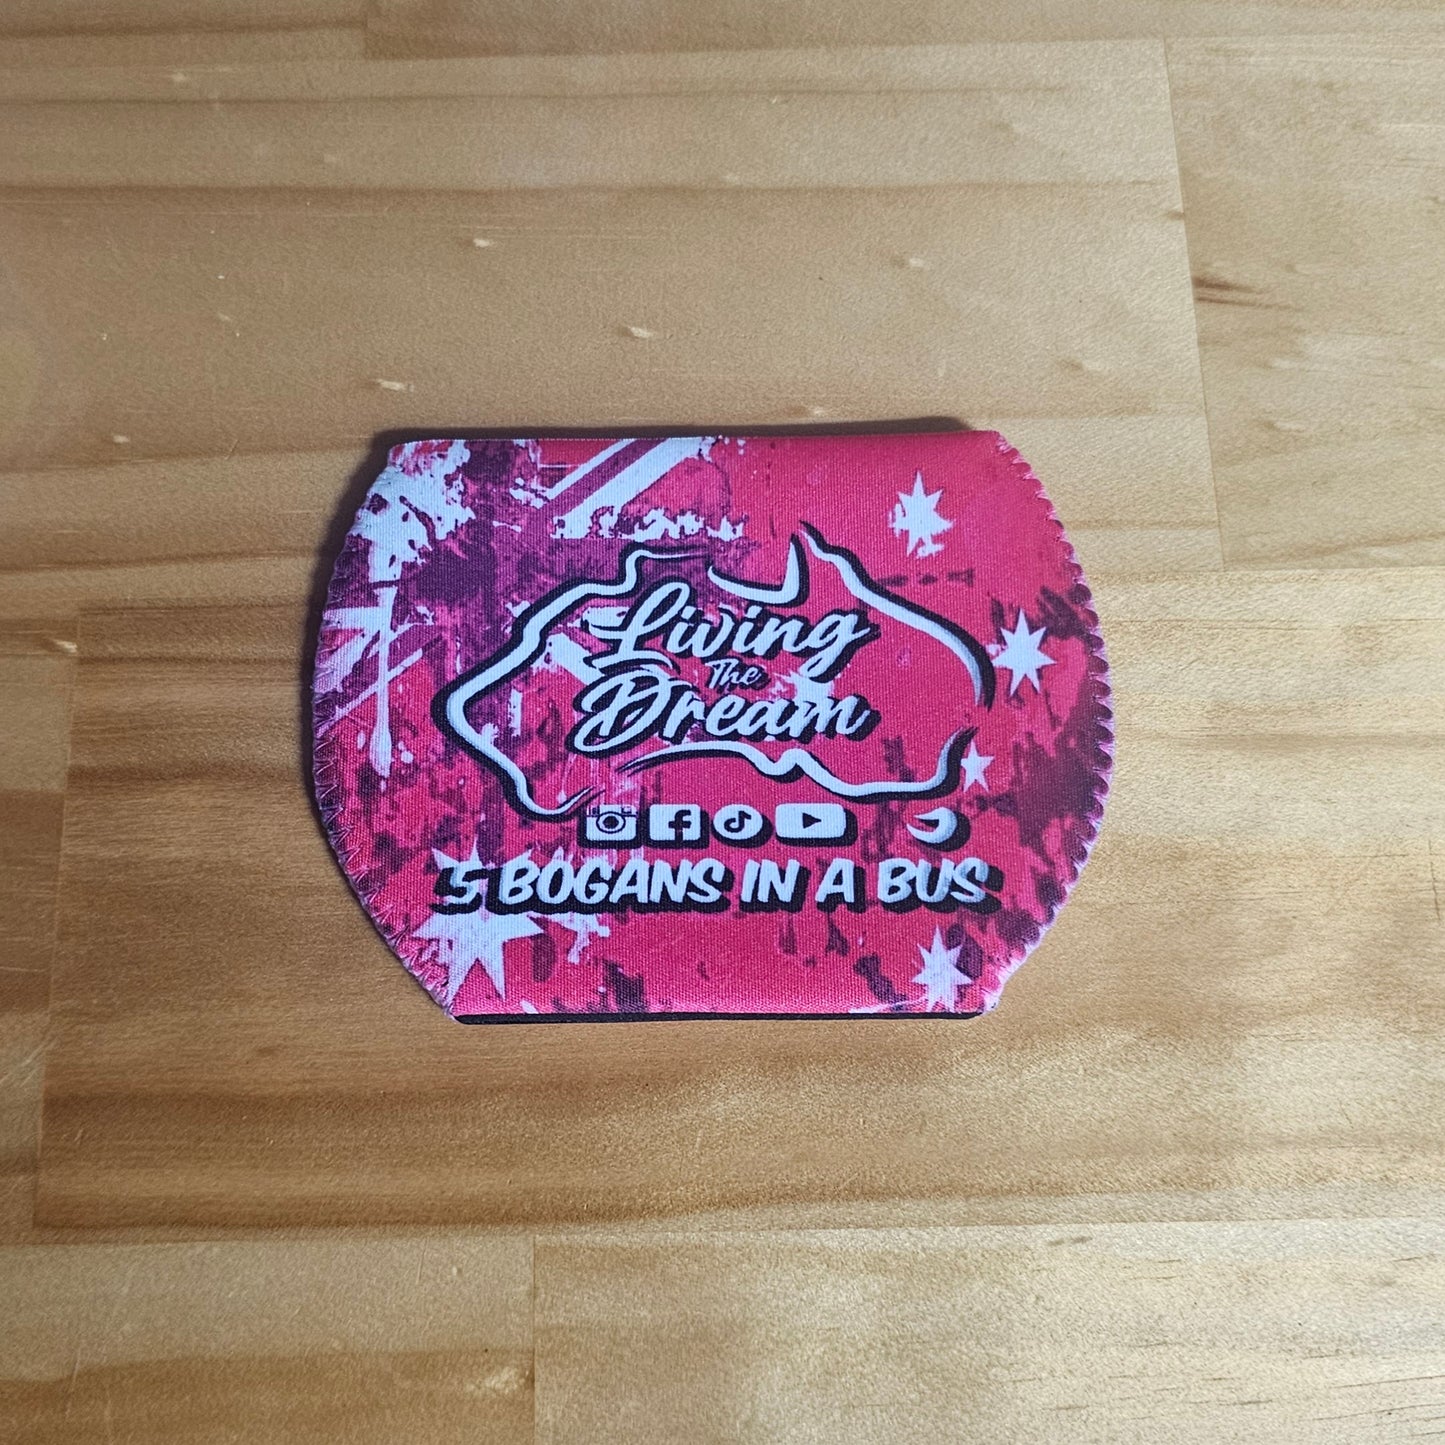 Living
The
Dream
5 BOGANS IN A BUS